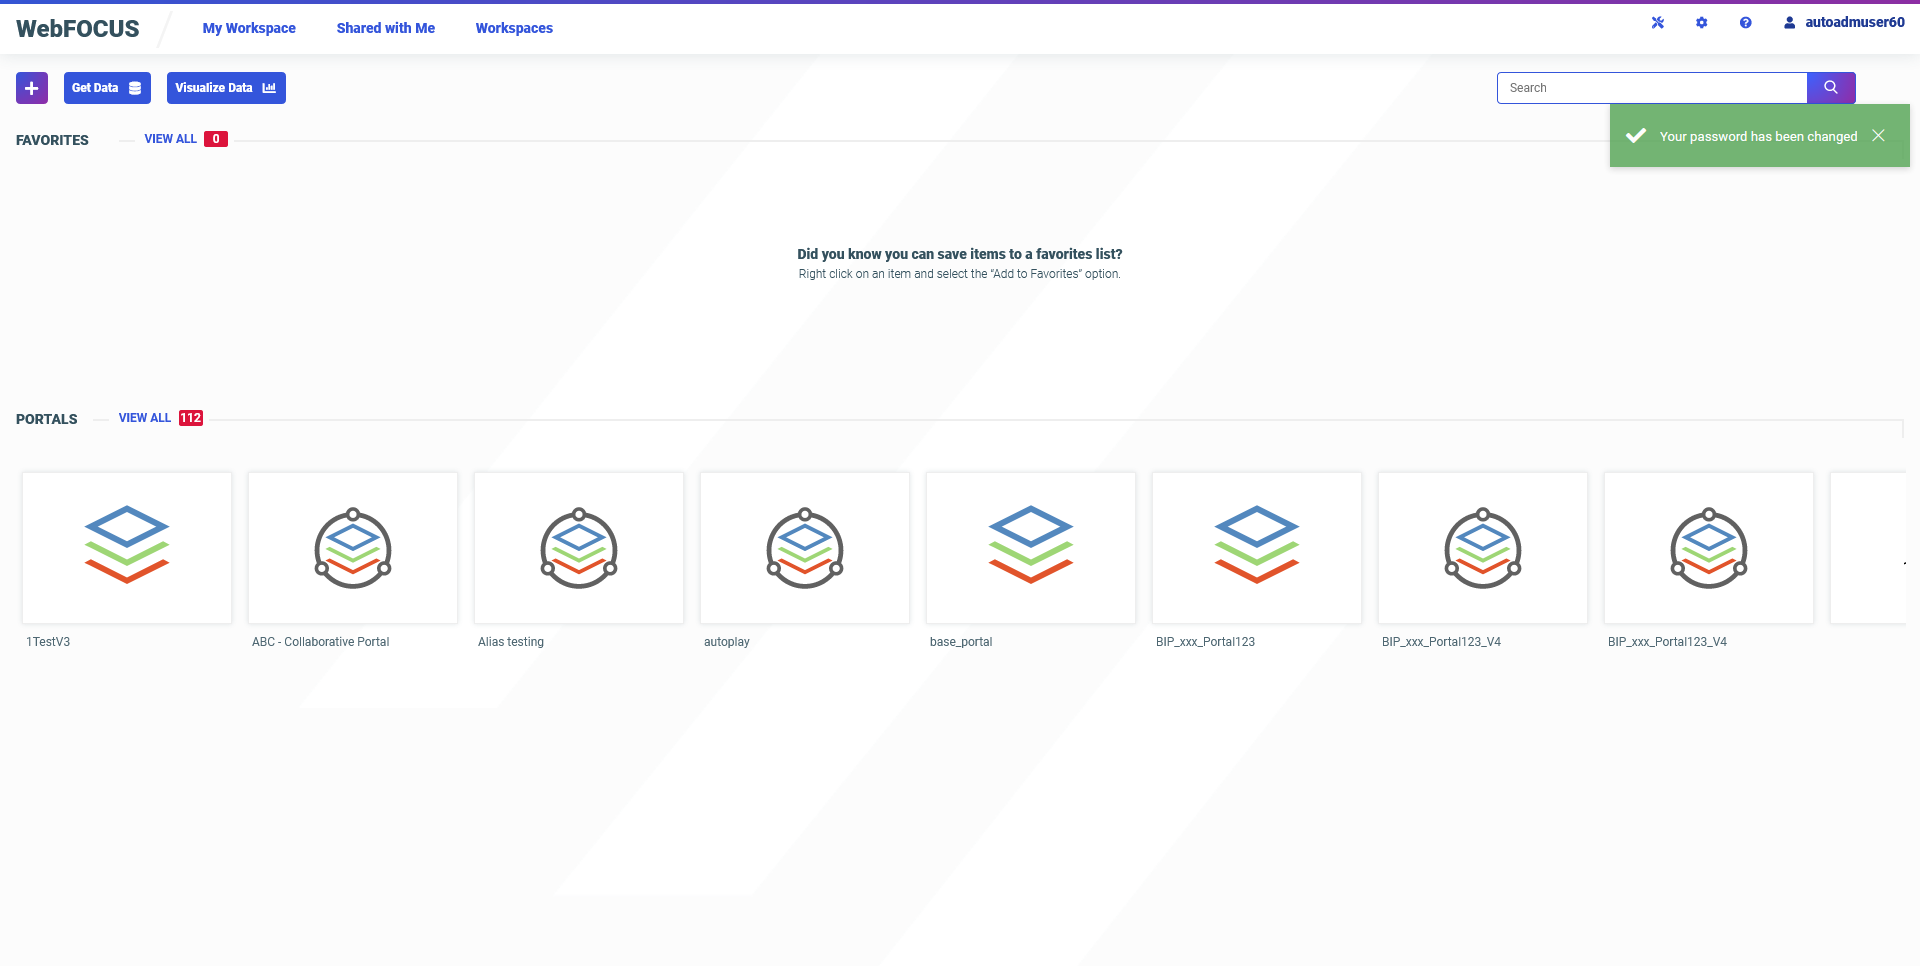 WebFOCUS
My Workspace
Shared with Me
Workspaces
autoadmuser60
Get Data
Visualize Data
Search
Your password has been changed
FAVORITES
VIEW ALL 0
Did you know you can save items to a favorites list?
Right click on an item and select the “Add to Favorites” option.
PORTALS
VIEW ALL 112
1TestV3
ABC - Collaborative Portal
Alias testing
autoplay
base_portal
BIP_xxx_Portal123
BIP_xxx_Portal123_V4
BIP_xxx_Portal123_V4